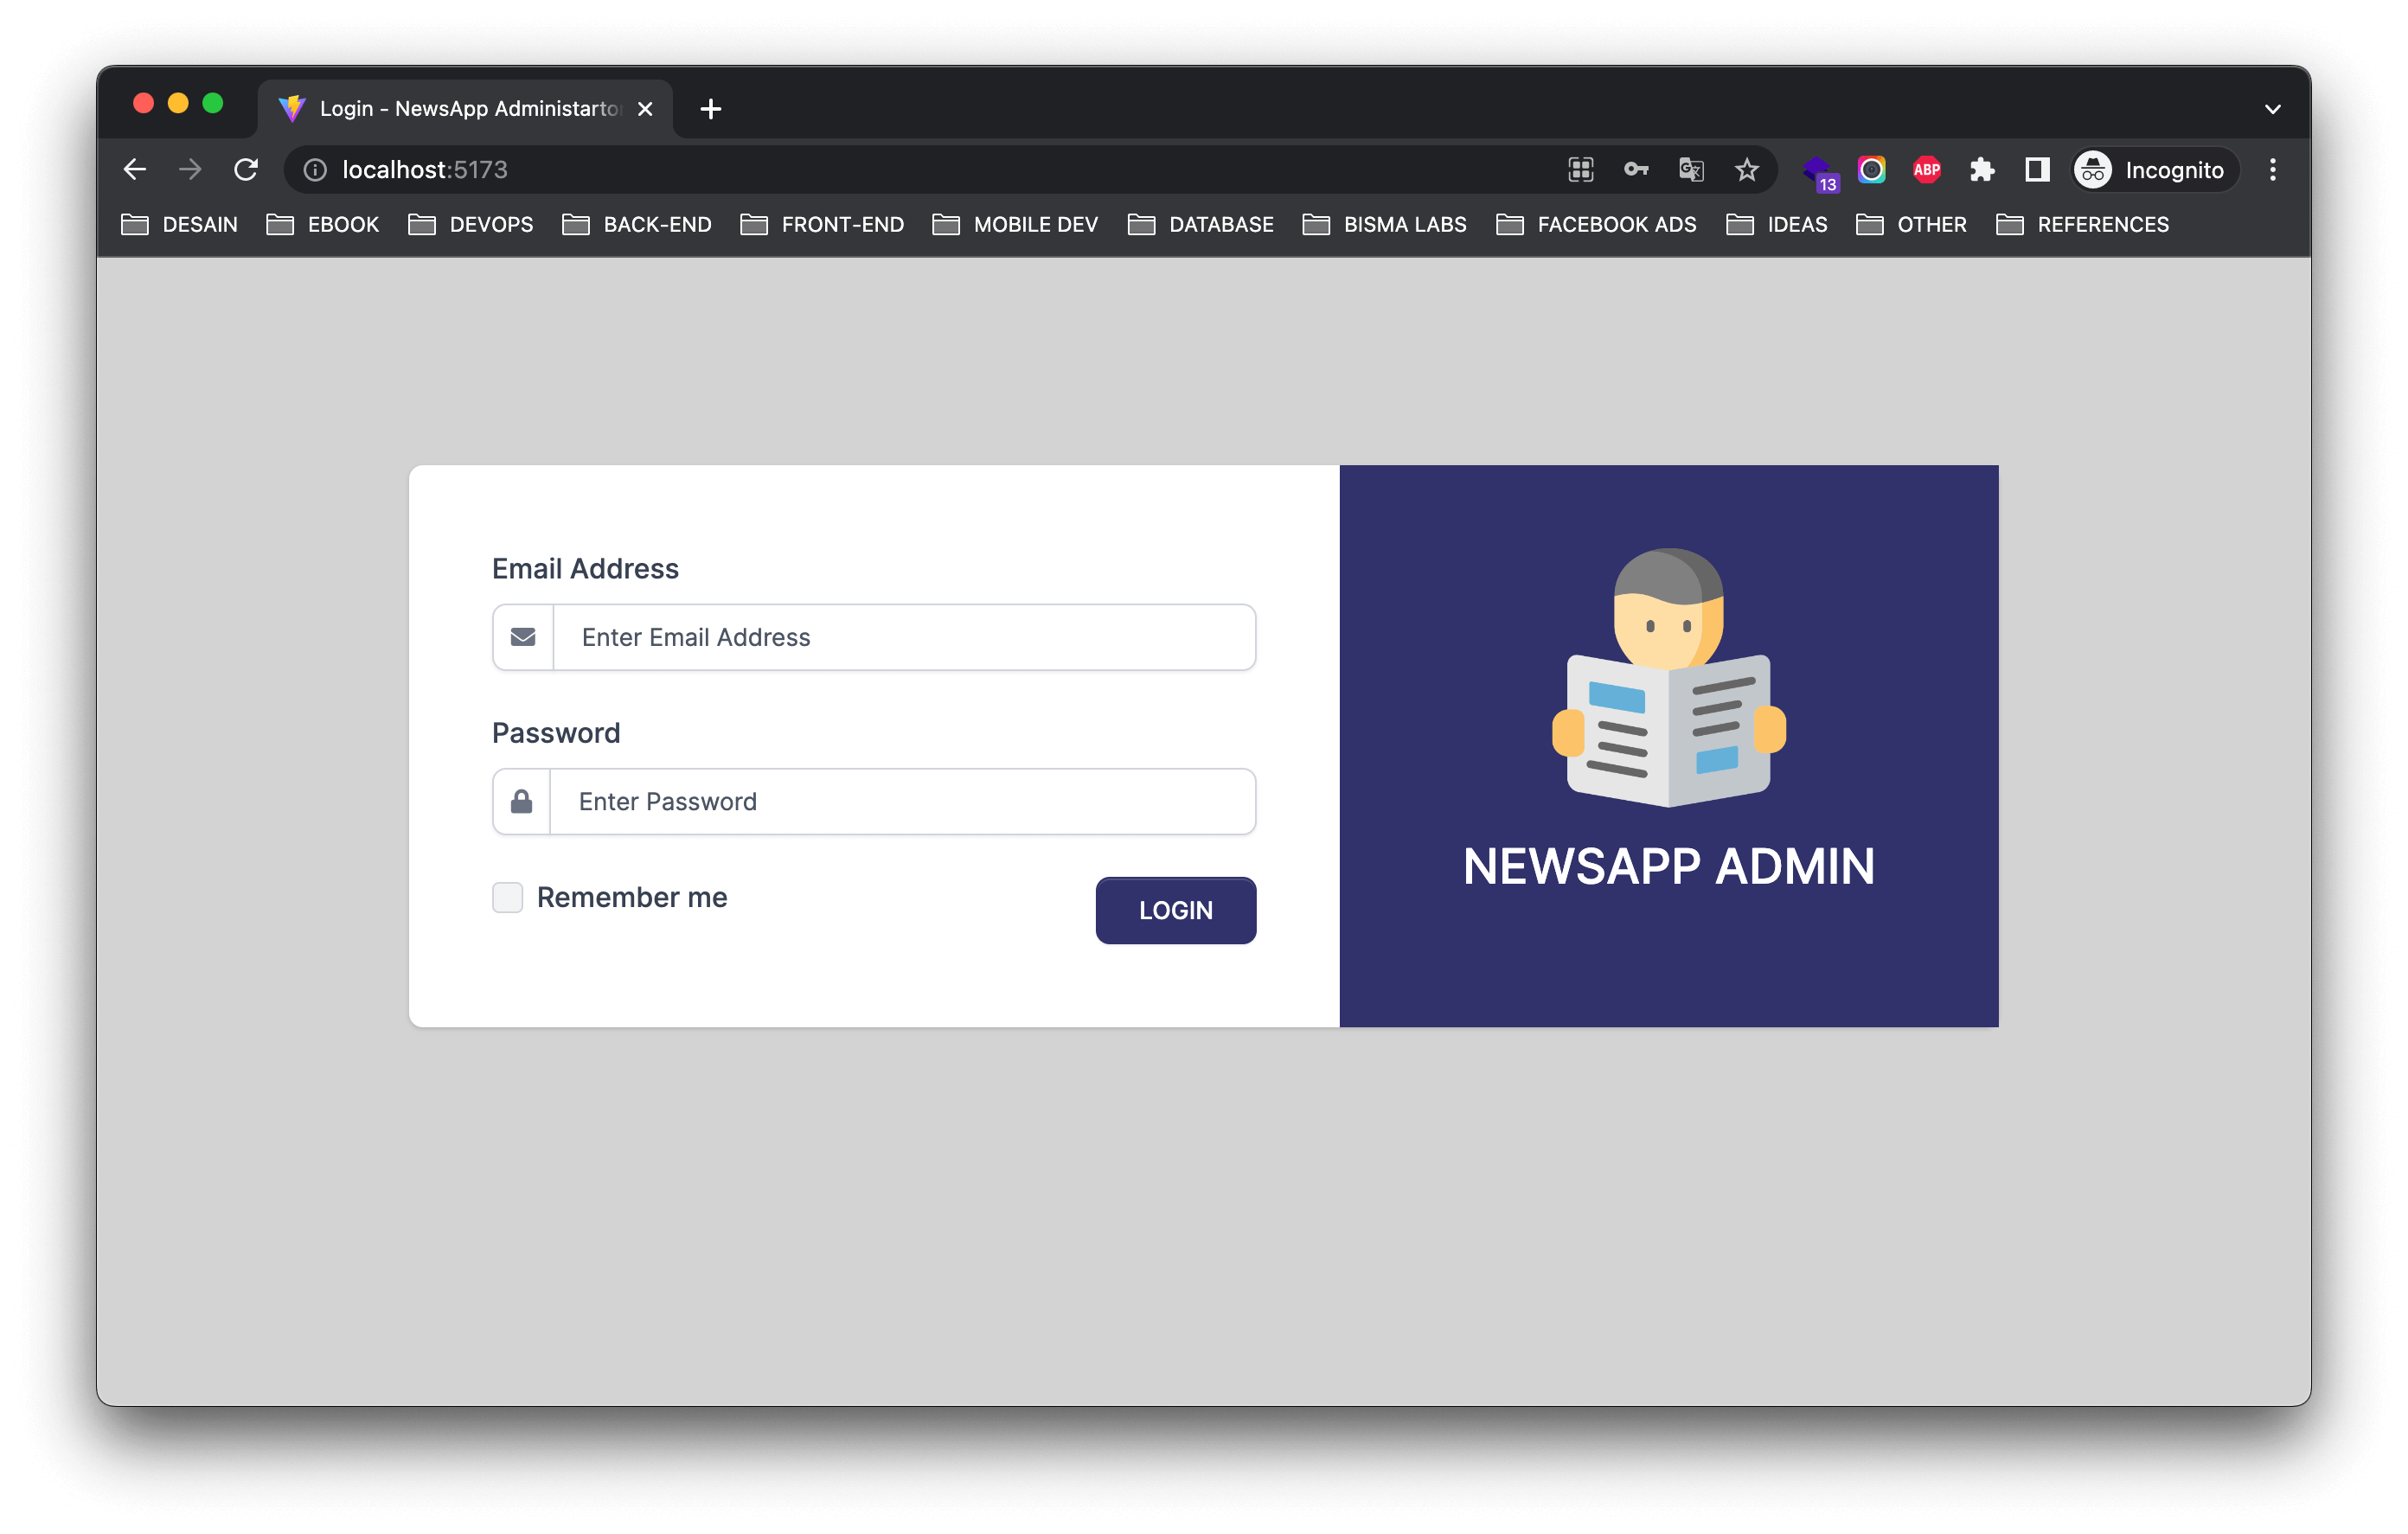 Login - NewsApp Administarto
localhost:5173
13
ABP
Incognito
DESAIN EBOOK DEVOPS BACK-END FRONT-END MOBILE DEV DATABASE BISMA LABS FACEBOOK ADS IDEAS OTHER REFERENCES
Email Address
Enter Email Address
Password
Enter Password
Remember me
LOGIN
NEWSAPP ADMIN